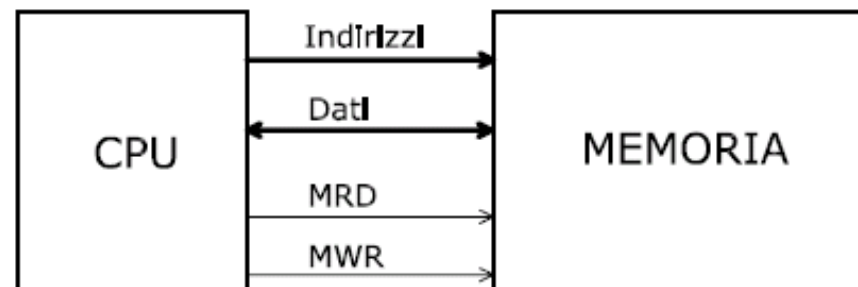 Indirizzi
Dati
CPU
MEMORIA
MRD
MWR